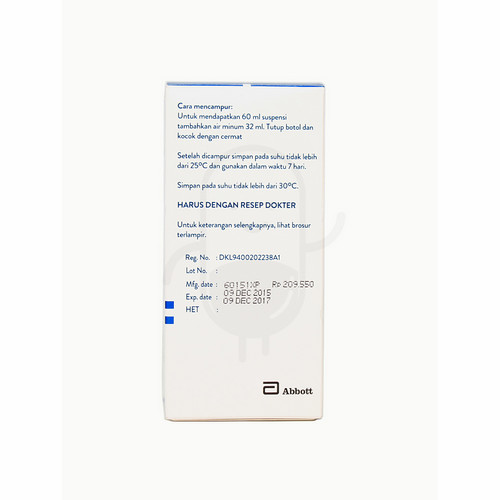 Cara mencampur:
Untuk mendapatkan 60 ml suspensi
tambahkan air minum 32 ml. Tutup botol dan
kocok dengan cermat
Setelah dicampur simpan pada suhu tidak lebih
dari 25°C dan gunakan dalam waktu 7 hari.
Simpan pada suhu tidak lebih dari 30°C.
HARUS DENGAN RESEP DOKTER
Untuk keterangan selengkapnya, lihat brosur
terlampir.
Reg. No. : DKL9400202238A1
Lot No. :
Mfg. date : 60151XP Rp 209.550
Exp. date : 09 DEC 2015
HET : 09 DEC 2017
Abbott